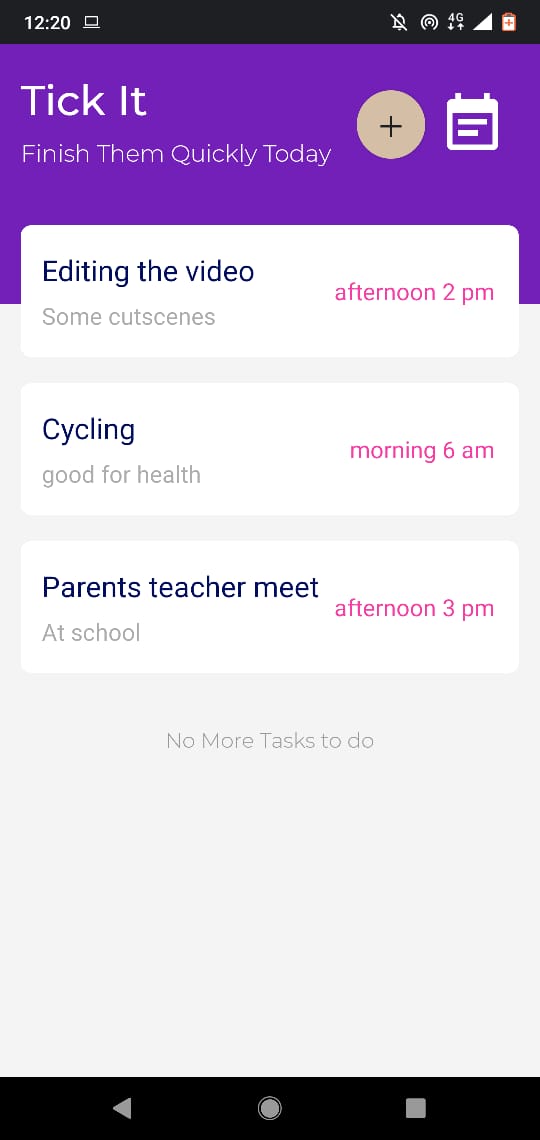 12:20
4G
Tick It
Finish Them Quickly Today
+
Editing the video
afternoon 2 pm
Some cutscenes
Cycling
morning 6 am
good for health
Parents teacher meet
afternoon 3 pm
At school
No More Tasks to do